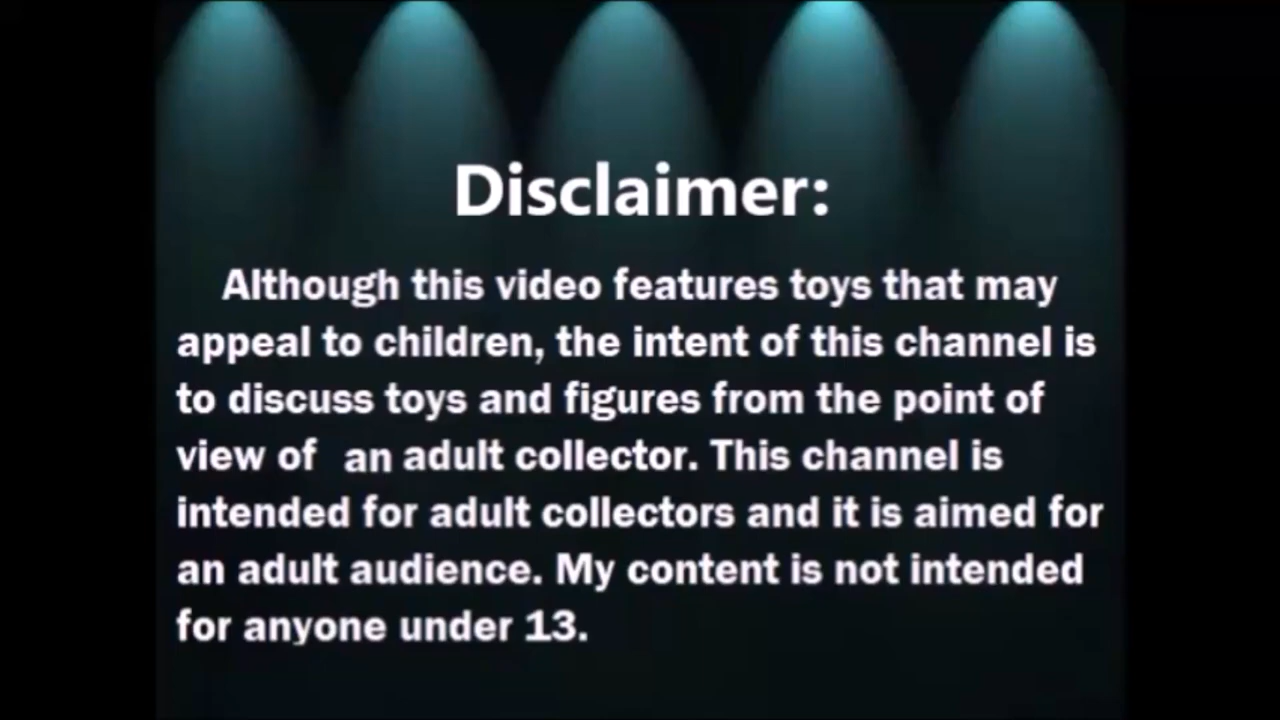 Disclaimer:
Although this video features toys that may
appeal to children, the intent of this channel is
to discuss toys and figures from the point of
view of an adult collector. This channel is
intended for adult collectors and it is aimed for
an adult audience. My content is not intended
for anyone under 13.